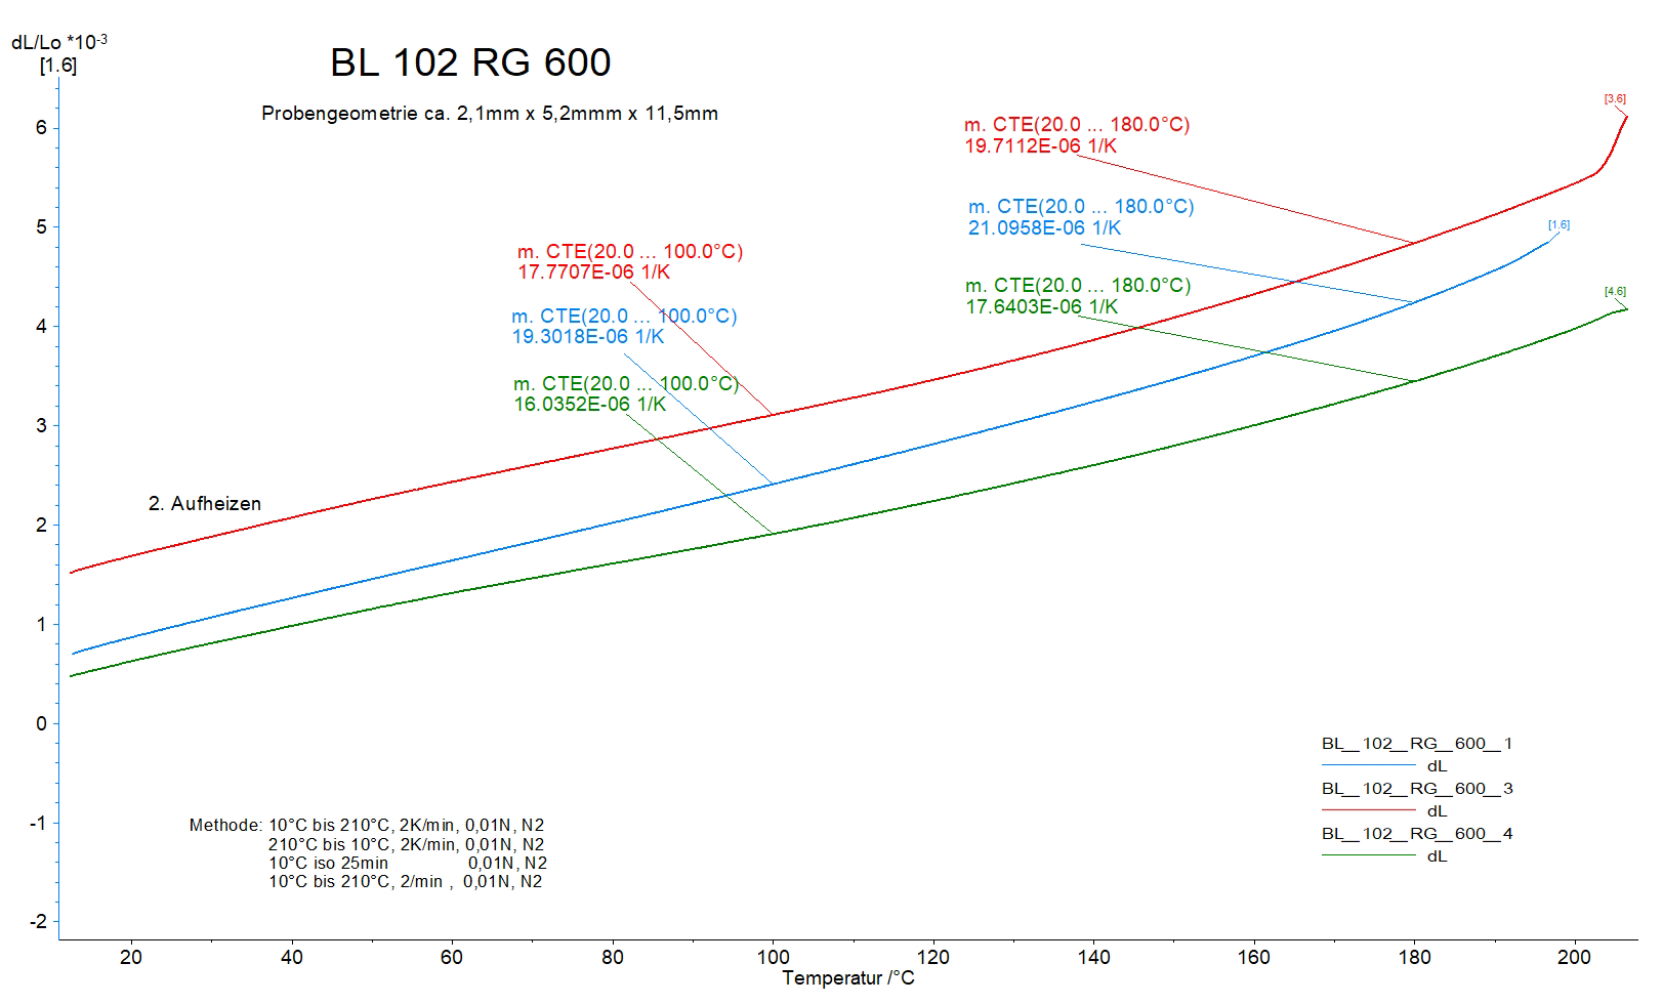 dL/Lo *10-3
[1.6]
BL 102 RG 600
Probengeometrie ca. 2,1mm x 5,2mmm x 11,5mm
[3.6]
m. CTE(20.0 ... 180.0°C)
19.7112E-06 1/K
m. CTE(20.0 ... 180.0°C)
21.0958E-06 1/K
[1.6]
m. CTE(20.0 ... 100.0°C)
17.7707E-06 1/K
m. CTE(20.0 ... 180.0°C)
17.6403E-06 1/K
[4.6]
m. CTE(20.0 ... 100.0°C)
19.3018E-06 1/K
m. CTE(20.0 ... 100.0°C)
16.0352E-06 1/K
2. Aufheizen
6
5
4
3
2
1
0
-1
-2
BL__102__RG__600__1
dL
BL__102__RG__600__3
dL
BL__102__RG__600__4
dL
Methode: 10°C bis 210°C, 2K/min, 0,01N, N2
210°C bis 10°C, 2K/min, 0,01N, N2
10°C iso 25min 0,01N, N2
10°C bis 210°C, 2/min , 0,01N, N2
20 40 60 80 100 120 140 160 180 200
Temperatur /°C